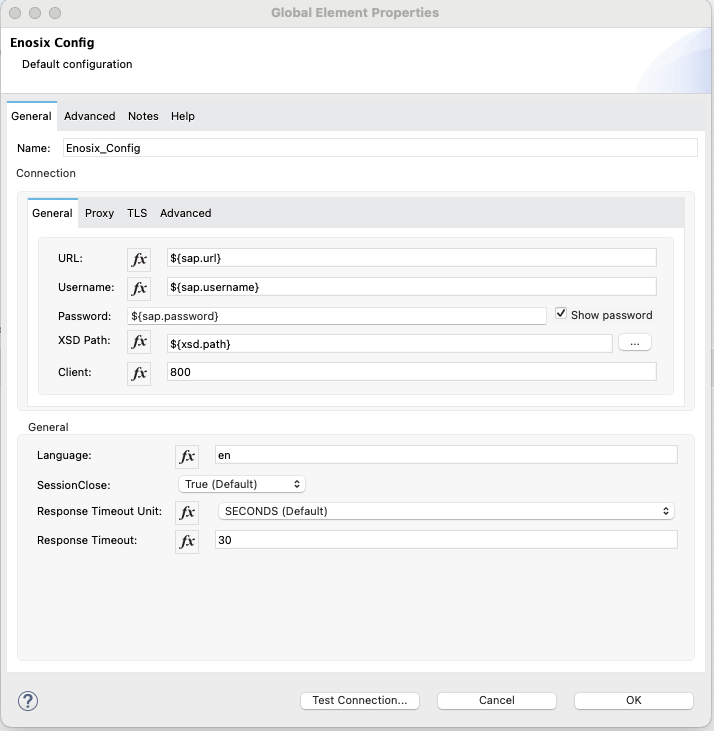 Global Element Properties
Enosix Config
Default configuration
General Advanced Notes Help
Name: Enosix_Config
Connection
General Proxy TLS Advanced
URL: fx ${sap.url}
Username: fx ${sap.username}
Password: ${sap.password} Show password
XSD Path: fx ${xsd.path} ...
Client: fx 800
General
Language: fx en
SessionClose: True (Default)
Response Timeout Unit: fx SECONDS (Default)
Response Timeout: fx 30
? Test Connection... Cancel OK